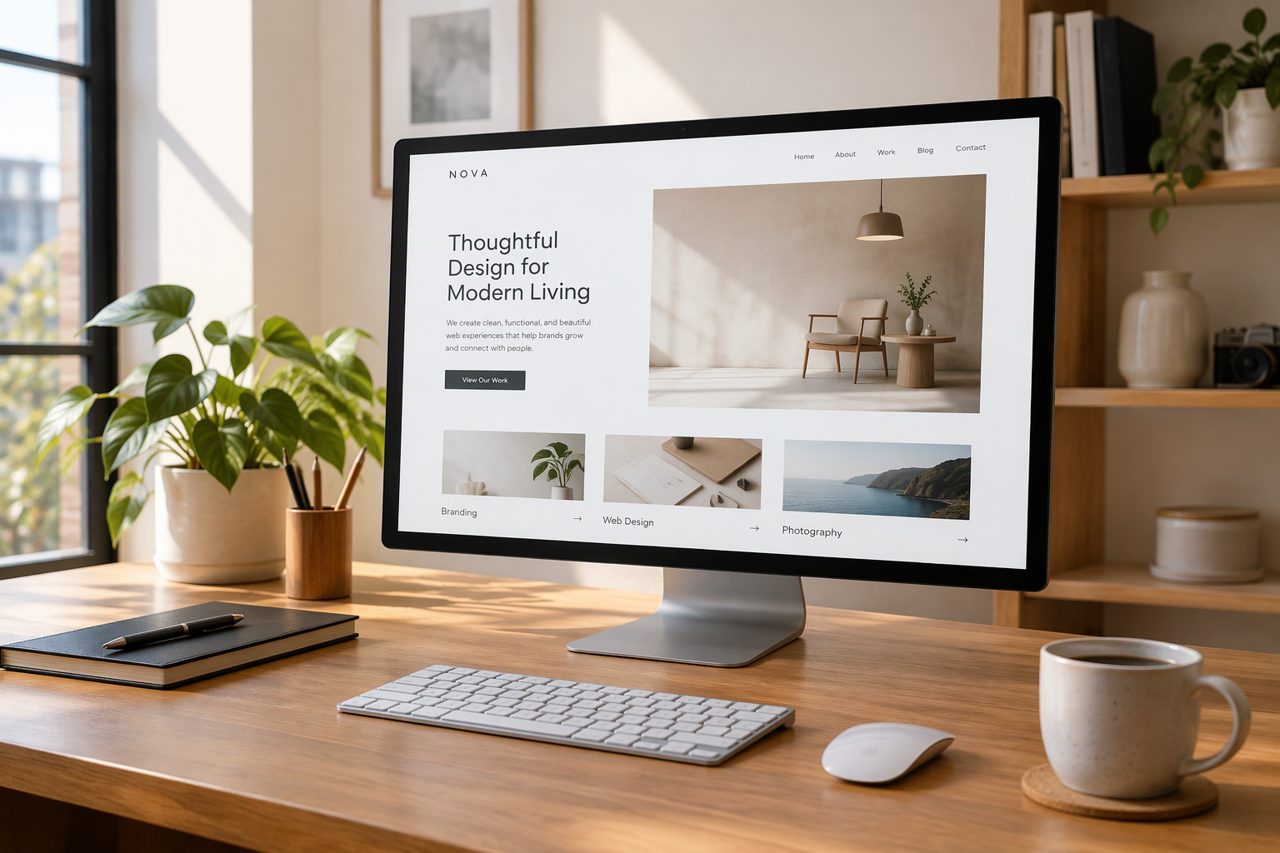 NOVA
Home About Work Blog Contact
Thoughtful
Design for
Modern Living
We create clean, functional, and beautiful
web experiences that help brands grow
and connect with people.
View Our Work
Branding →
Web Design →
Photography →